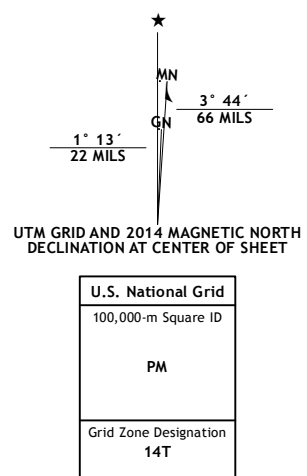 MN
3° 44´
66 MILS
GN
1° 13´
22 MILS
UTM GRID AND 2014 MAGNETIC NORTH
DECLINATION AT CENTER OF SHEET
U.S. National Grid
100,000-m Square ID
PM
Grid Zone Designation
14T